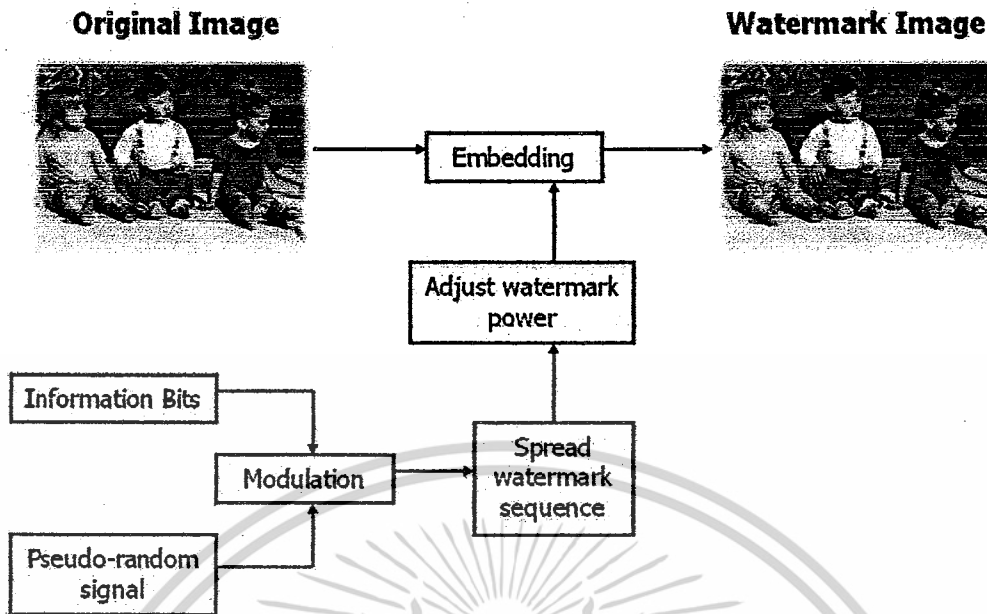 Original Image
Watermark Image
Embedding
Adjust watermark
power
Information Bits
Modulation
Spread
watermark
sequence
Pseudo-random
signal